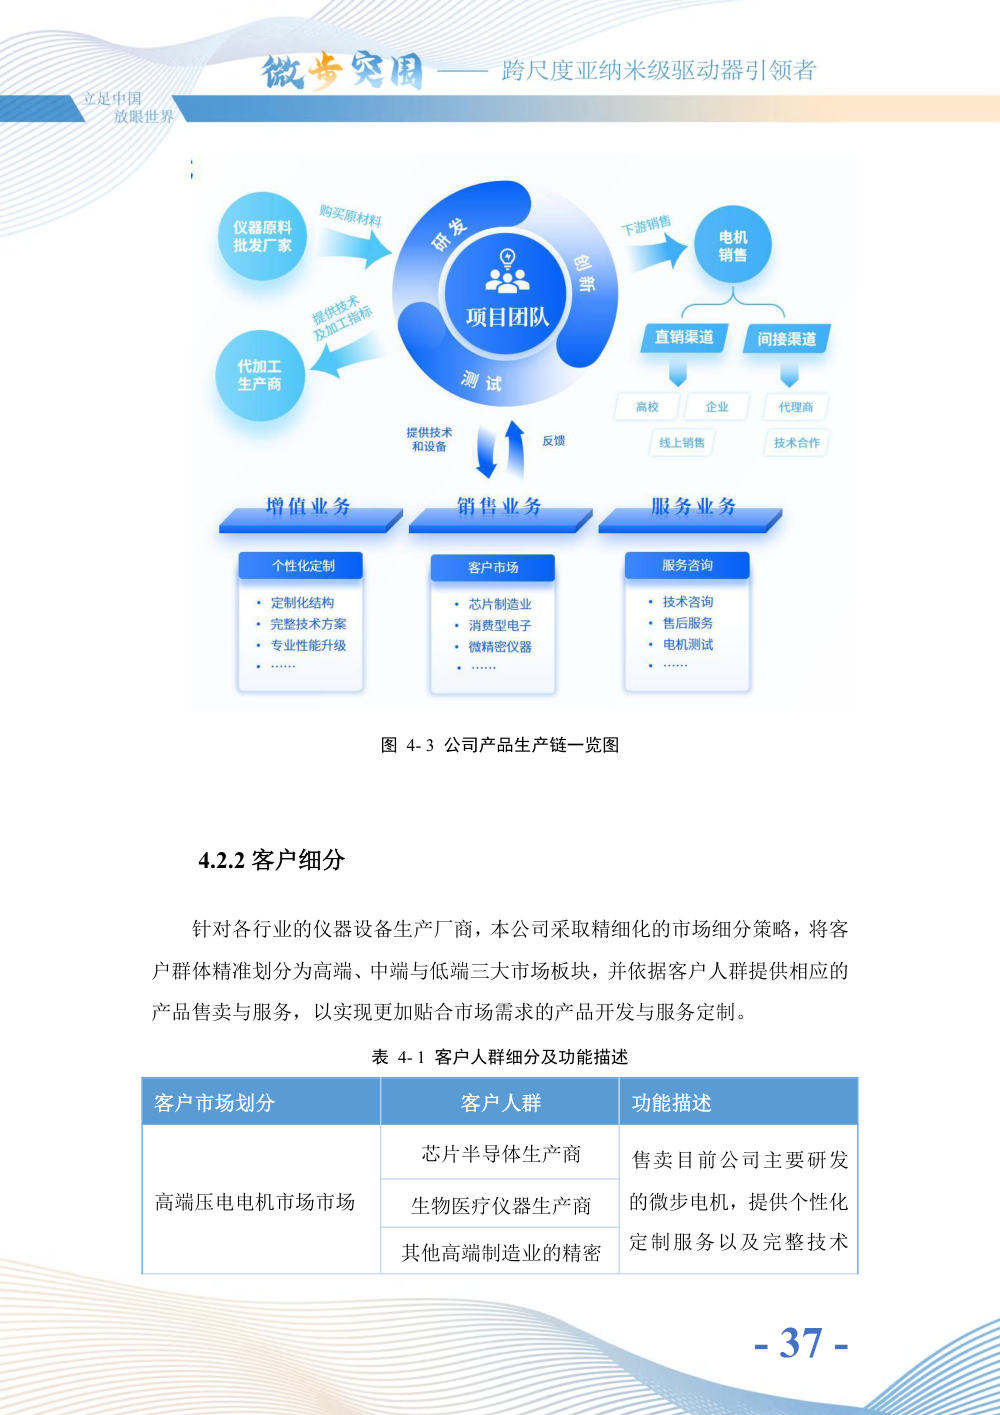 微步突围 —— 跨尺度亚纳米级驱动器引领者
立足中国
放眼世界
仪器原料
批发厂家
购买原材料
研发
创新
测试
项目团队
下游销售
电机
销售
提供技术
及加工指标
代加工
生产商
直销渠道
间接渠道
高校
企业
代理商
线上销售
技术合作
提供技术
和设备
反馈
增值业务
销售业务
服务业务
个性化定制
• 定制化结构
• 完整技术方案
• 专业性能升级
• ……
客户市场
• 芯片制造业
• 消费型电子
• 微精密仪器
• ……
服务咨询
• 技术咨询
• 售后服务
• 电机测试
• ……
图 4- 3 公司产品生产链一览图
4.2.2 客户细分
针对各行业的仪器设备生产厂商，本公司采取精细化的市场细分策略，将客
户群体精准划分为高端、中端与低端三大市场板块，并依据客户人群提供相应的
产品售卖与服务，以实现更加贴合市场需求的产品开发与服务定制。
表 4- 1 客户人群细分及功能描述
客户市场划分 客户人群 功能描述
高端压电电机市场市场
芯片半导体生产商
生物医疗仪器生产商
其他高端制造业的精密
售卖目前公司主要研发
的微步电机，提供个性化
定制服务以及完整技术
- 37 -